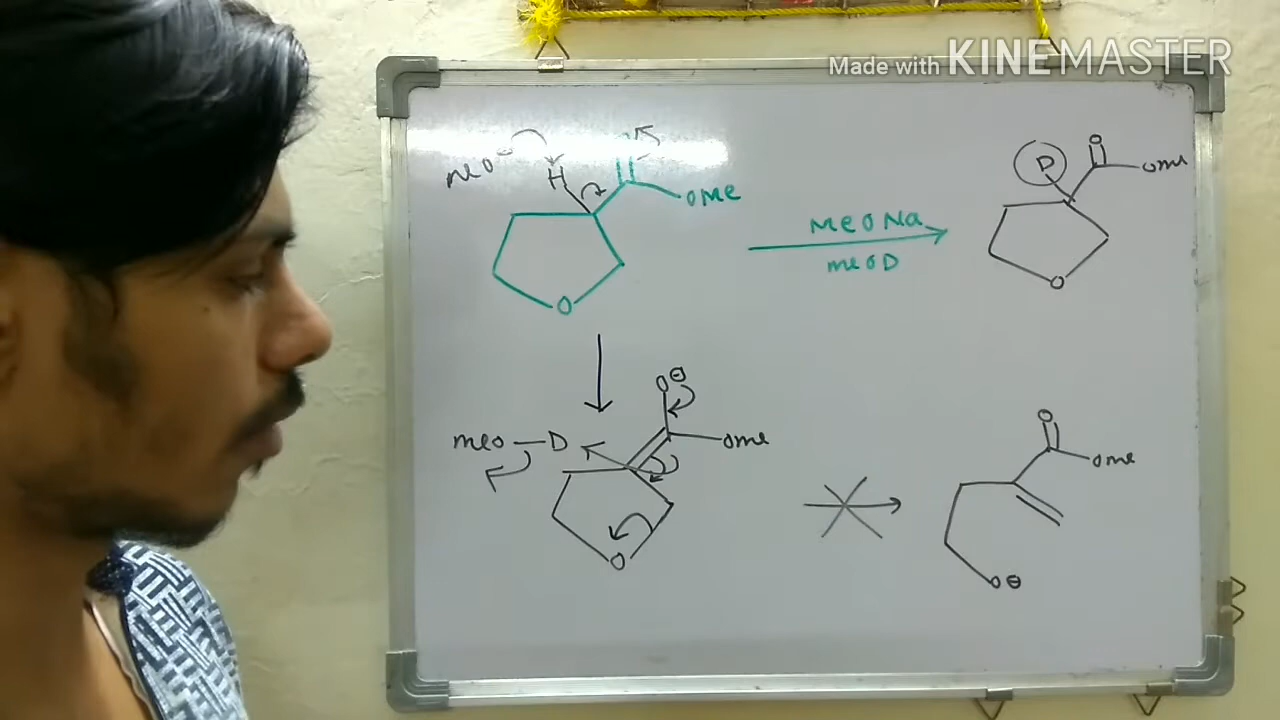 Made with KINEMASTER
meO⊖ H
OMe
O
MeONa
meOD
D O
OMe
O
O⊖
meO—D OMe
O
O
OMe
O⊖